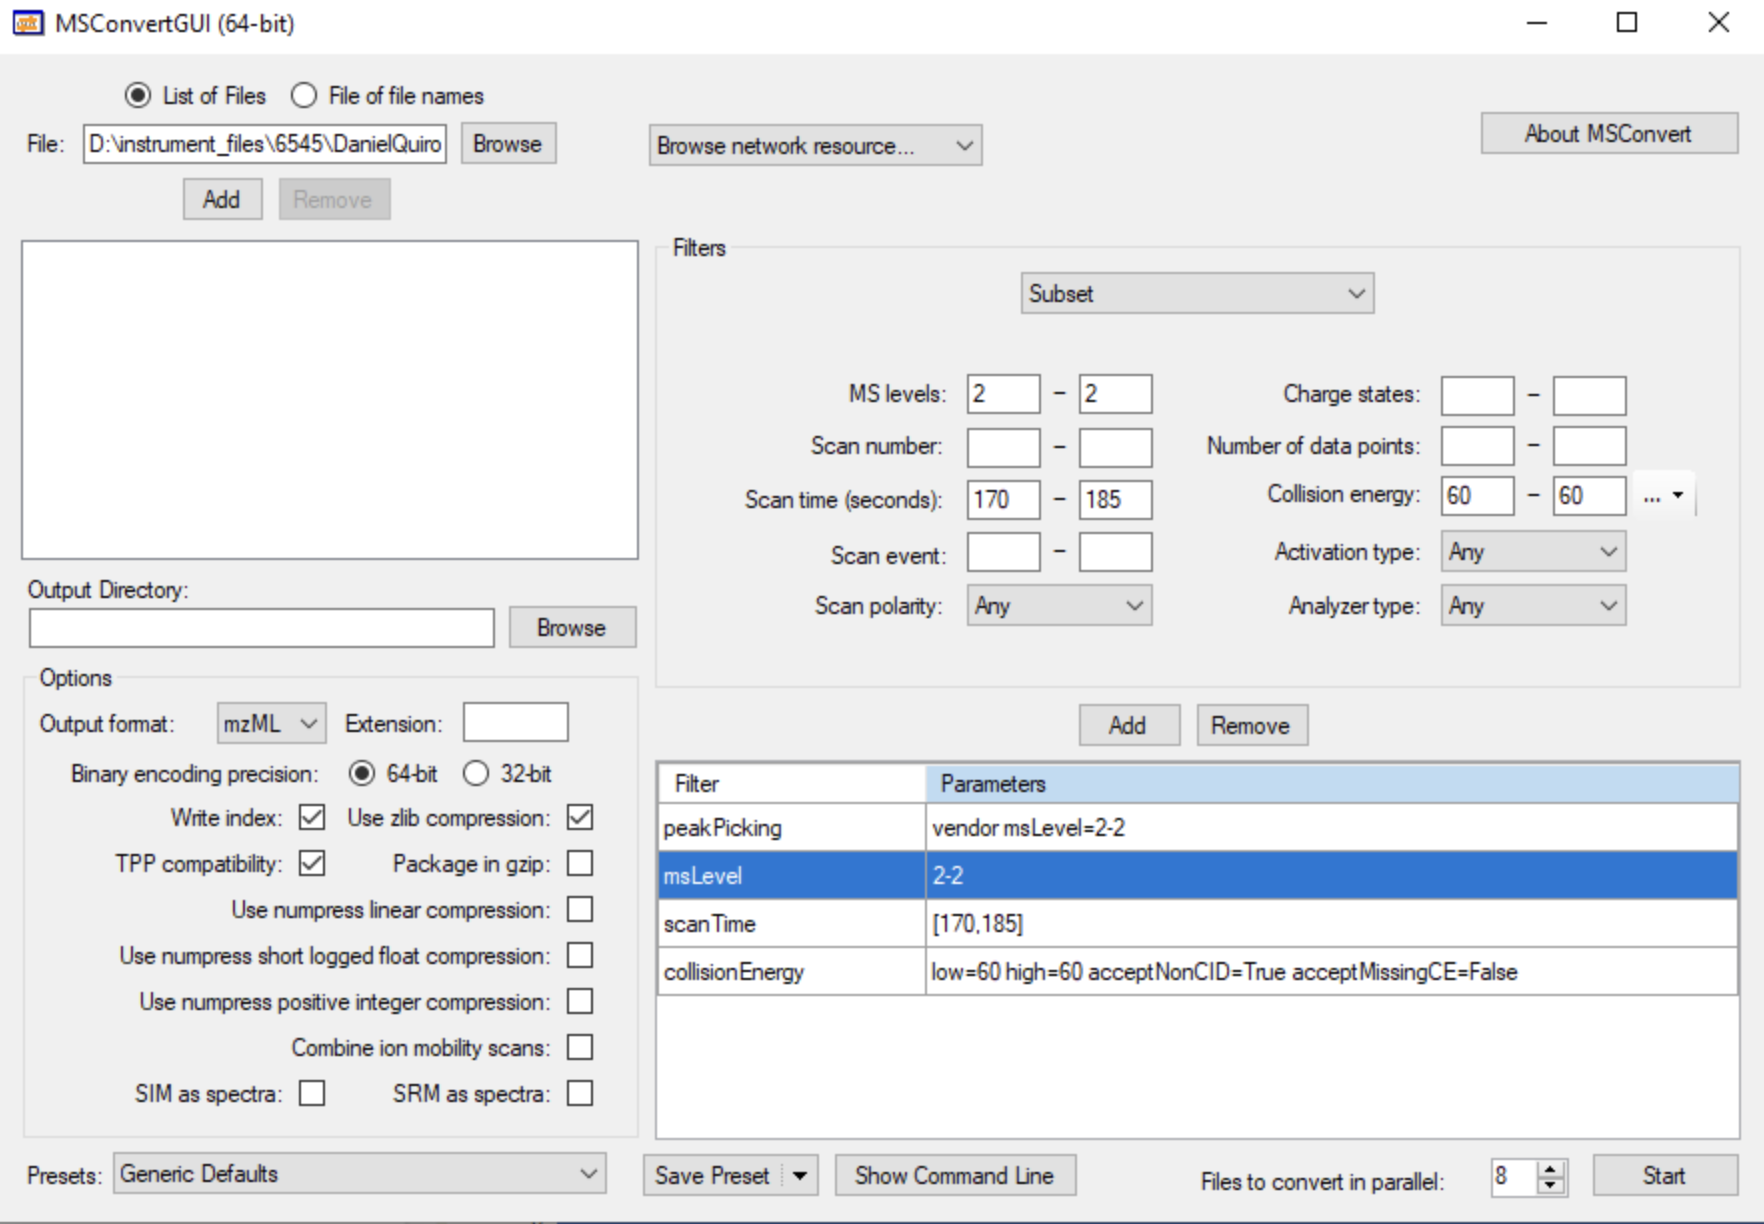 MSConvertGUI (64-bit)
List of Files File of file names
File: D:\instrument_files\6545\DanielQuiro Browse Browse network resource... About MSConvert
Add Remove
Filters
Subset
MS levels: 2 – 2 Charge states: –
Scan number: – Number of data points: –
Scan time (seconds): 170 – 185 Collision energy: 60 – 60 ...
Scan event: – Activation type: Any
Scan polarity: Any Analyzer type: Any
Output Directory:
Browse
Options
Output format: mzML Extension:
Binary encoding precision: 64-bit 32-bit
Write index: Use zlib compression:
TPP compatibility: Package in gzip:
Use numpress linear compression:
Use numpress short logged float compression:
Use numpress positive integer compression:
Combine ion mobility scans:
SIM as spectra: SRM as spectra:
Add Remove
Filter Parameters
peakPicking vendor msLevel=2-2
msLevel 2-2
scanTime [170,185]
collisionEnergy low=60 high=60 acceptNonCID=True acceptMissingCE=False
Presets: Generic Defaults Save Preset Show Command Line Files to convert in parallel: 8 Start